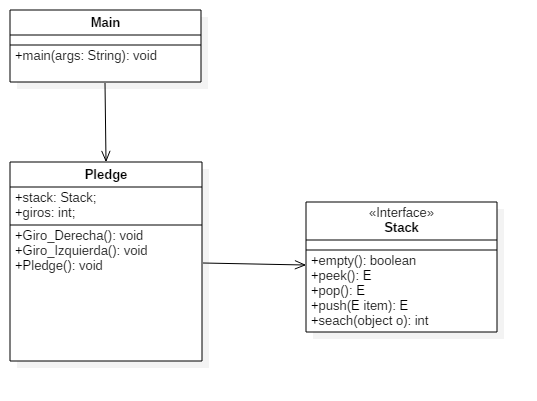 Main
+main(args: String): void
Pledge
+stack: Stack;
+giros: int;
+Giro_Derecha(): void
+Giro_Izquierda(): void
+Pledge(): void
«Interface»
Stack
+empty(): boolean
+peek(): E
+pop(): E
+push(E item): E
+seach(object o): int